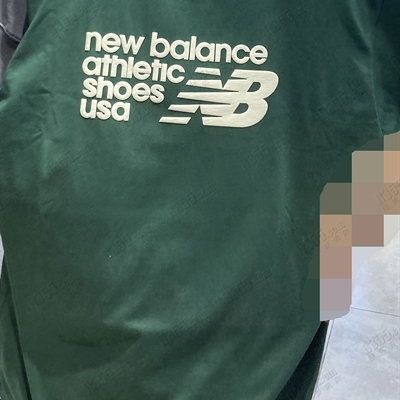 new balance
athletic
shoes
usa
NB